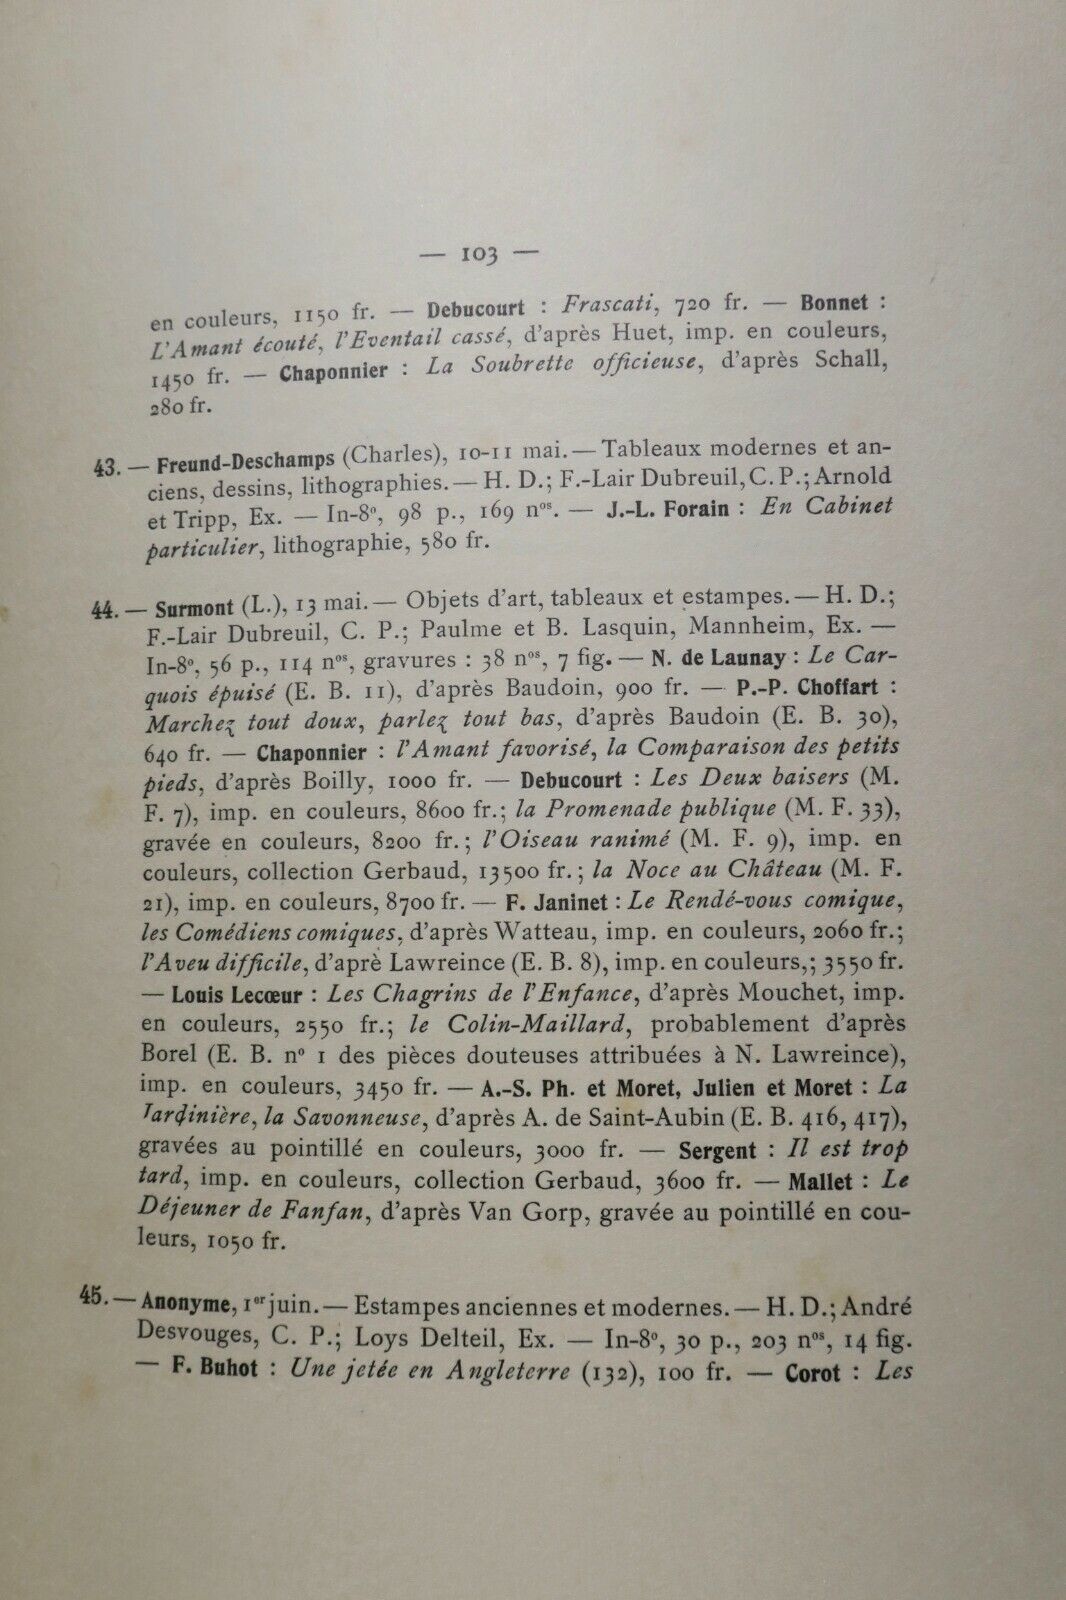 — 103 —
en couleurs, 1150 fr. — Debucourt : Frascati, 720 fr. — Bonnet :
L'Amant écouté, l'Eventail cassé, d'après Huet, imp. en couleurs,
1450 fr. — Chaponnier : La Soubrette officieuse, d'après Schall,
280 fr.
43. — Freund-Deschamps (Charles), 10-11 mai. — Tableaux modernes et an-
ciens, dessins, lithographies. — H. D.; F.-Lair Dubreuil, C. P.; Arnold
et Tripp, Ex. — In-8º, 98 p., 169 nos. — J.-L. Forain : En Cabinet
particulier, lithographie, 580 fr.
44. — Surmont (L.), 13 mai. — Objets d'art, tableaux et estampes. — H. D.;
F.-Lair Dubreuil, C. P.; Paulme et B. Lasquin, Mannheim, Ex. —
In-8º, 56 p., 114 nos, gravures : 38 nos, 7 fig. — N. de Launay : Le Car-
quois épuisé (E. B. 11), d'après Baudoin, 900 fr. — P.-P. Choffart :
Marchez tout doux, parlez tout bas, d'après Baudoin (E. B. 30),
640 fr. — Chaponnier : l'Amant favorisé, la Comparaison des petits
pieds, d'après Boilly, 1000 fr. — Debucourt : Les Deux baisers (M.
F. 7), imp. en couleurs, 8600 fr.; la Promenade publique (M. F. 33),
gravée en couleurs, 8200 fr.; l'Oiseau ranimé (M. F. 9), imp. en
couleurs, collection Gerbaud, 13500 fr.; la Noce au Château (M. F.
21), imp. en couleurs, 8700 fr. — F. Janinet : Le Rendé-vous comique,
les Comédiens comiques, d'après Watteau, imp. en couleurs, 2060 fr.;
l'Aveu difficile, d'aprè Lawreince (E. B. 8), imp. en couleurs,; 3550 fr.
— Louis Lecœur : Les Chagrins de l'Enfance, d'après Mouchet, imp.
en couleurs, 2550 fr.; le Colin-Maillard, probablement d'après
Borel (E. B. nº 1 des pièces douteuses attribuées à N. Lawreince),
imp. en couleurs, 3450 fr. — A.-S. Ph. et Moret, Julien et Moret : La
Jardinière, la Savonneuse, d'après A. de Saint-Aubin (E. B. 416, 417),
gravées au pointillé en couleurs, 3000 fr. — Sergent : Il est trop
tard, imp. en couleurs, collection Gerbaud, 3600 fr. — Mallet : Le
Déjeuner de Fanfan, d'après Van Gorp, gravée au pointillé en cou-
leurs, 1050 fr.
45. — Anonyme, 1er juin. — Estampes anciennes et modernes. — H. D.; André
Desvouges, C. P.; Loys Delteil, Ex. — In-8º, 30 p., 203 nos, 14 fig.
— F. Buhot : Une jetée en Angleterre (132), 100 fr. — Corot : Les